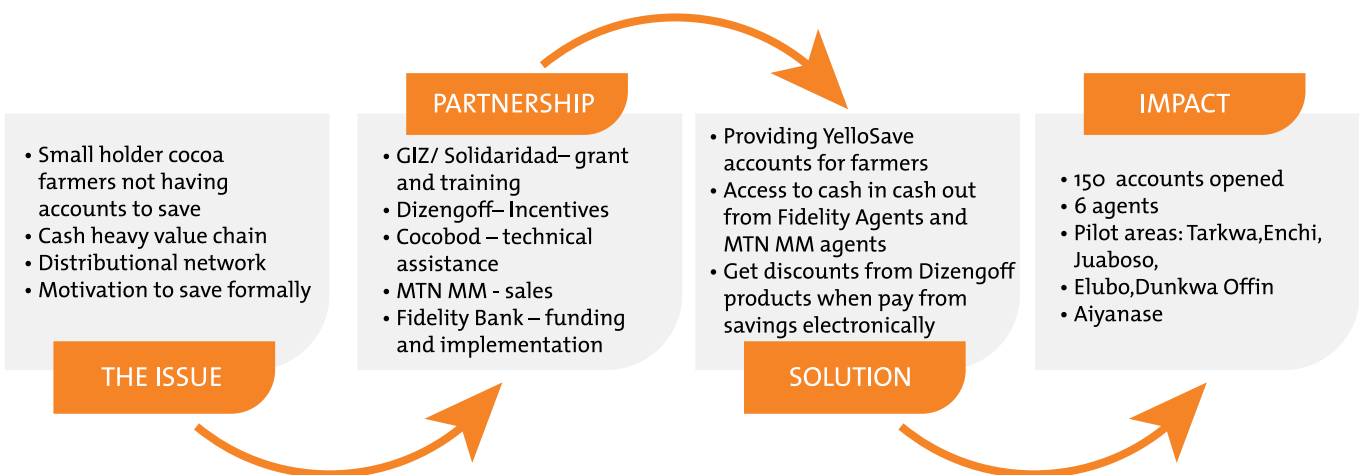 • Small holder cocoa
farmers not having
accounts to save
• Cash heavy value chain
• Distributional network
• Motivation to save formally
THE ISSUE
PARTNERSHIP
• GIZ/ Solidaridad– grant
and training
• Dizengoff– Incentives
• Cocobod – technical
assistance
• MTN MM - sales
• Fidelity Bank – funding
and implementation
• Providing YelloSave
accounts for farmers
• Access to cash in cash out
from Fidelity Agents and
MTN MM agents
• Get discounts from Dizengoff
products when pay from
savings electronically
SOLUTION
IMPACT
• 150 accounts opened
• 6 agents
• Pilot areas: Tarkwa,Enchi,
Juaboso,
• Elubo,Dunkwa Offin
• Aiyanase